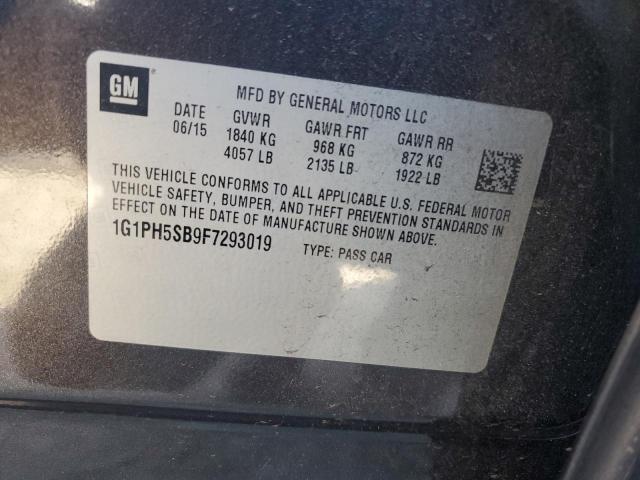 GM
MFD BY GENERAL MOTORS LLC
DATE GVWR GAWR FRT GAWR RR
06/15 1840 KG 968 KG 872 KG
4057 LB 2135 LB 1922 LB
THIS VEHICLE CONFORMS TO ALL APPLICABLE U.S. FEDERAL MOTOR
VEHICLE SAFETY, BUMPER, AND THEFT PREVENTION STANDARDS IN
EFFECT ON THE DATE OF MANUFACTURE SHOWN ABOVE.
1G1PH5SB9F7293019 TYPE: PASS CAR